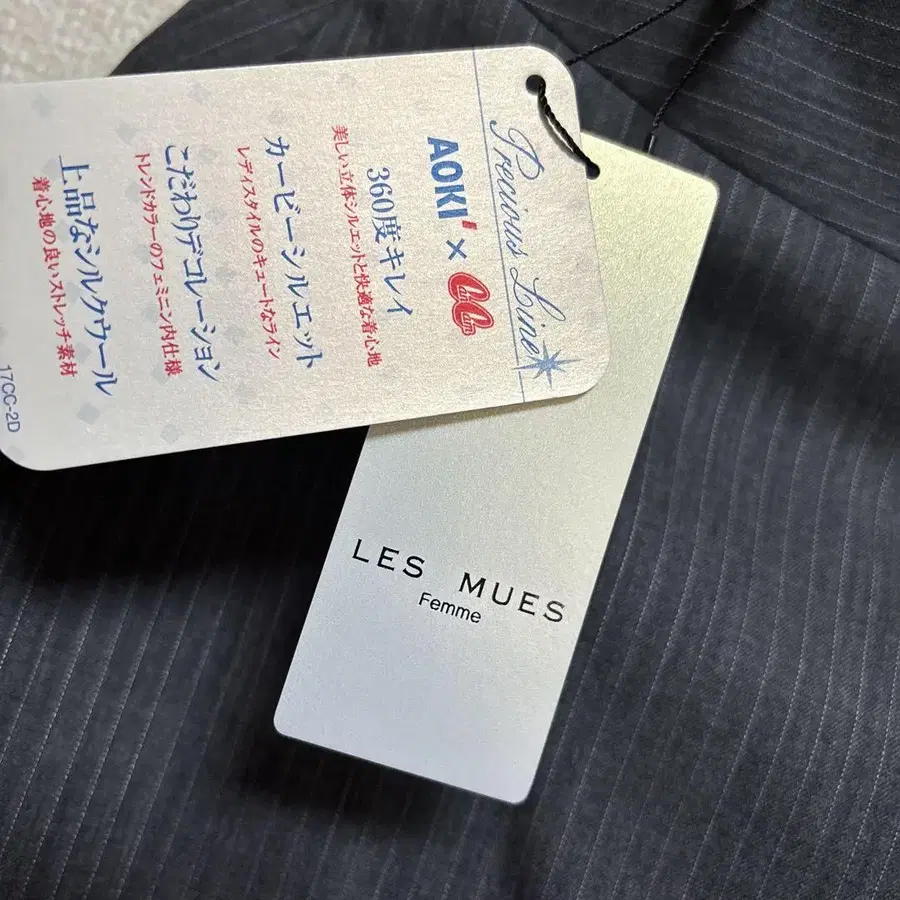 Precious Line
AOKI' × CanCam
360度キレイ
美しい立体シルエットと快適な着心地
カービーシルエット
レディスタイルのキュートなライン
こだわりデコレーション
トレンドカラーのフェミニン内仕様
上品なシルクウール
着心地の良いストレッチ素材
17CC-2D
LES MUES
Femme